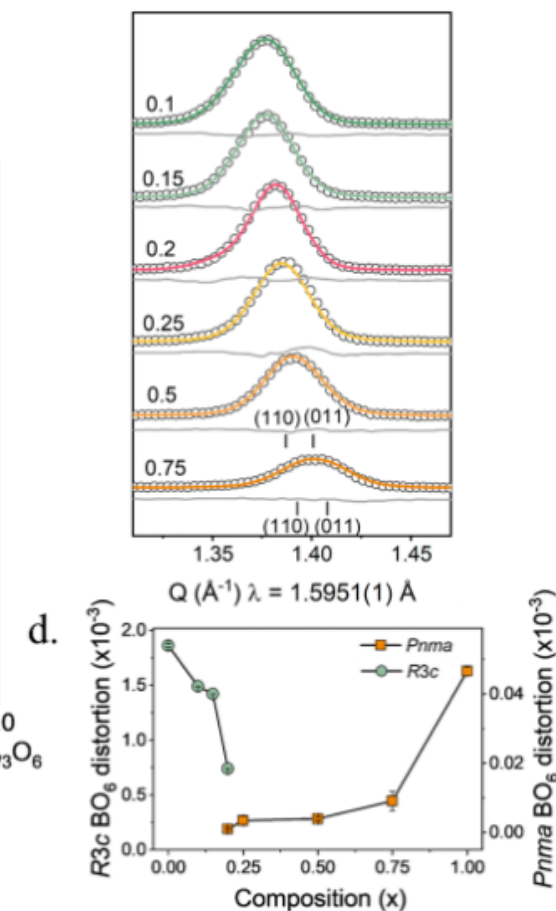 0.1
0.15
0.2
0.25
0.5
(110) (011)
0.75
(110) (011)
1.35 1.40 1.45
Q (Å⁻¹) λ = 1.5951(1) Å
d.
R3c BO₆ distortion (x10⁻³)
2.0
1.5
1.0
0.5
0.0
Pnma
R3c
0.04
0.02
0.00
Pnma BO₆ distortion (x10⁻³)
0.00 0.25 0.50 0.75 1.00
Composition (x)
0
O₆